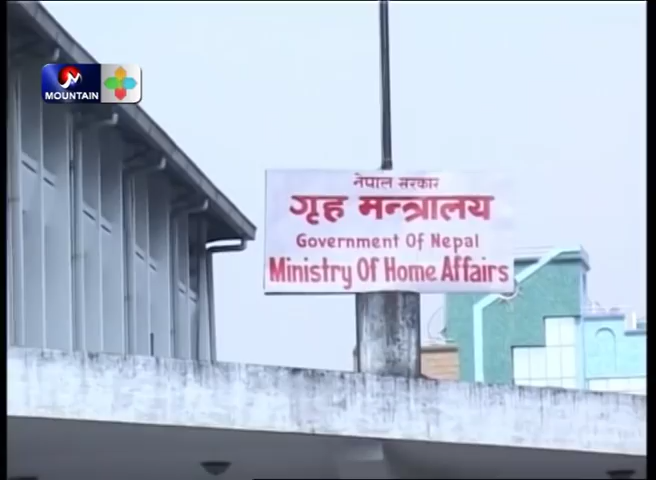 MOUNTAIN
नेपाल सरकार
गृह मन्त्रालय
Government Of Nepal
Ministry Of Home Affairs